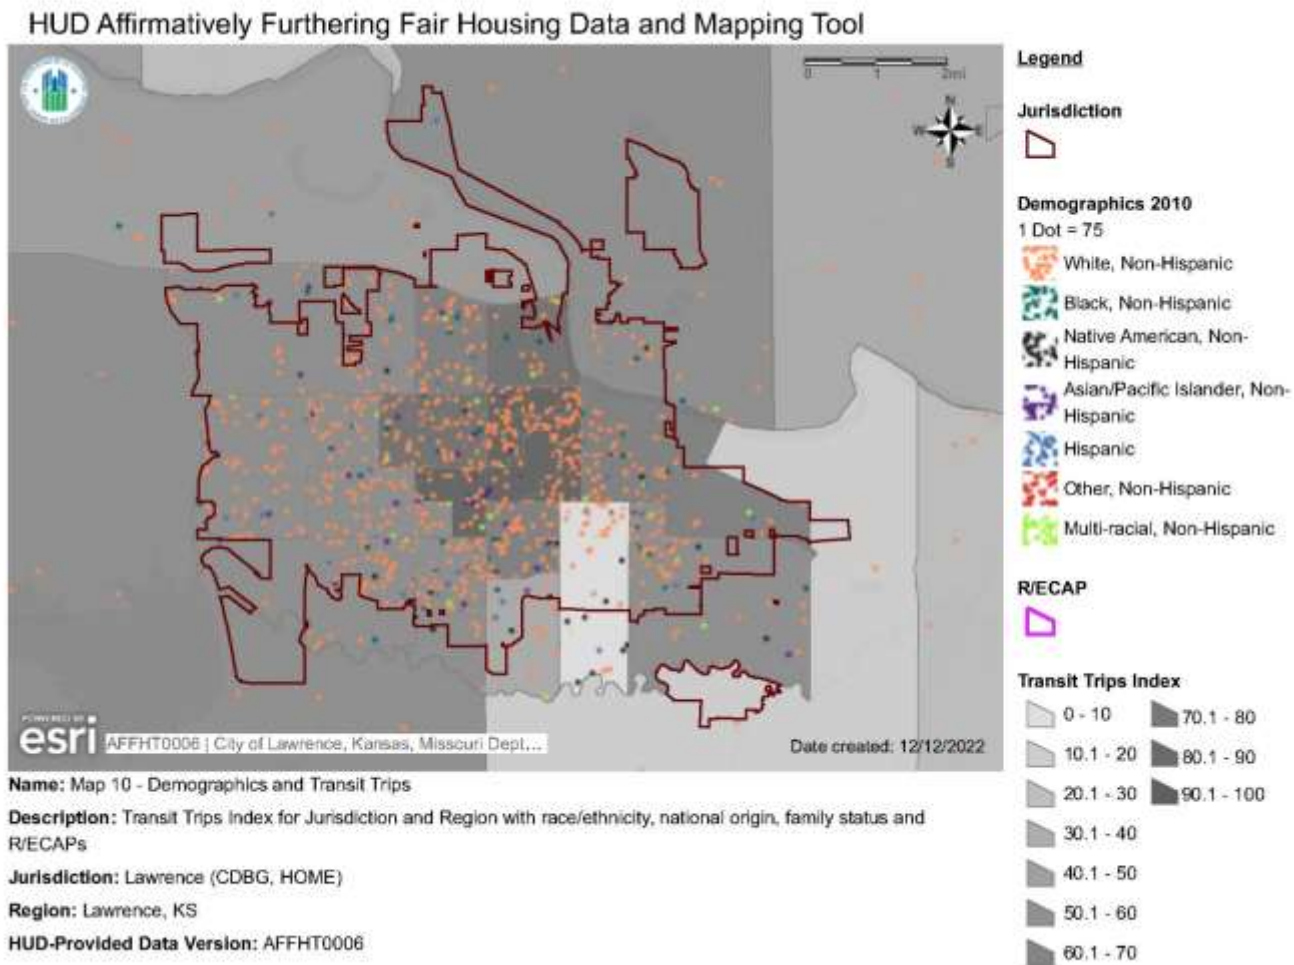 HUD Affirmatively Furthering Fair Housing Data and Mapping Tool
0 1 2mi
N
W E
S
POWERED BY
esri
AFFHT0006 | City of Lawrence, Kansas, Missouri Dept...
Date created: 12/12/2022
Name: Map 10 - Demographics and Transit Trips
Description: Transit Trips Index for Jurisdiction and Region with race/ethnicity, national origin, family status and
R/ECAPs
Jurisdiction: Lawrence (CDBG, HOME)
Region: Lawrence, KS
HUD-Provided Data Version: AFFHT0006
Legend
Jurisdiction
Demographics 2010
1 Dot = 75
White, Non-Hispanic
Black, Non-Hispanic
Native American, Non-
Hispanic
Asian/Pacific Islander, Non-
Hispanic
Hispanic
Other, Non-Hispanic
Multi-racial, Non-Hispanic
R/ECAP
Transit Trips Index
0 - 10
10.1 - 20
20.1 - 30
30.1 - 40
40.1 - 50
50.1 - 60
60.1 - 70
70.1 - 80
80.1 - 90
90.1 - 100